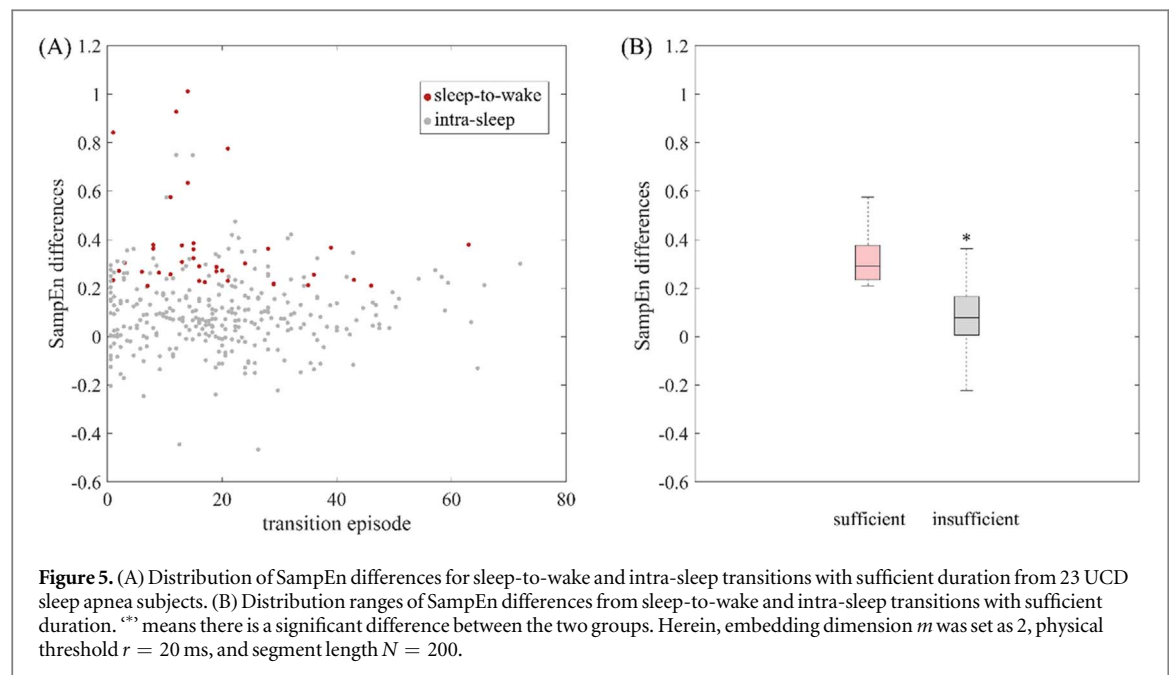 (A)
1.2
1
0.8
0.6
0.4
0.2
0
-0.2
-0.4
-0.6
SampEn differences
sleep-to-wake
intra-sleep
0 20 40 60 80
transition episode
(B)
1.2
1
0.8
0.6
0.4
0.2
0
-0.2
-0.4
-0.6
SampEn differences
*
sufficient insufficient
Figure 5. (A) Distribution of SampEn differences for sleep-to-wake and intra-sleep transitions with sufficient duration from 23 UCD
sleep apnea subjects. (B) Distribution ranges of SampEn differences from sleep-to-wake and intra-sleep transitions with sufficient
duration. ‘*’ means there is a significant difference between the two groups. Herein, embedding dimension m was set as 2, physical
threshold r = 20 ms, and segment length N = 200.